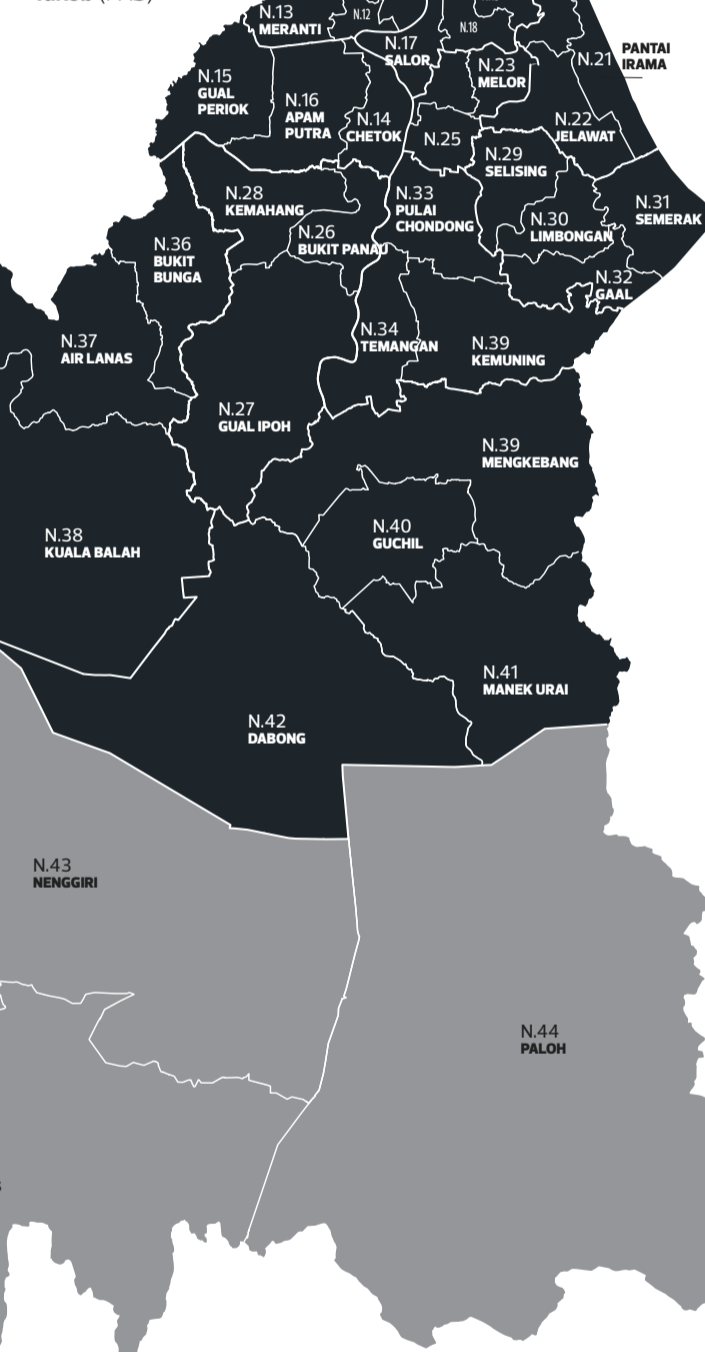 N.13
MERANTI
N.12
N.18
N.17
SALOR
N.21
PANTAI
IRAMA
N.23
MELOR
N.15
GUAL
PERIOK
N.16
APAM
PUTRA
N.14
CHETOK
N.25
N.22
JELAWAT
N.29
SELISING
N.28
KEMAHANG
N.33
PULAI
CHONDONG
N.31
SEMERAK
N.30
LIMBONGAN
N.26
BUKIT PANAU
N.36
BUKIT
BUNGA
N.32
GAAL
N.37
AIR LANAS
N.34
TEMANGAN
N.39
KEMUNING
N.27
GUAL IPOH
N.39
MENGKEBANG
N.40
GUCHIL
N.38
KUALA BALAH
N.41
MANEK URAI
N.42
DABONG
N.43
NENGGIRI
N.44
PALOH